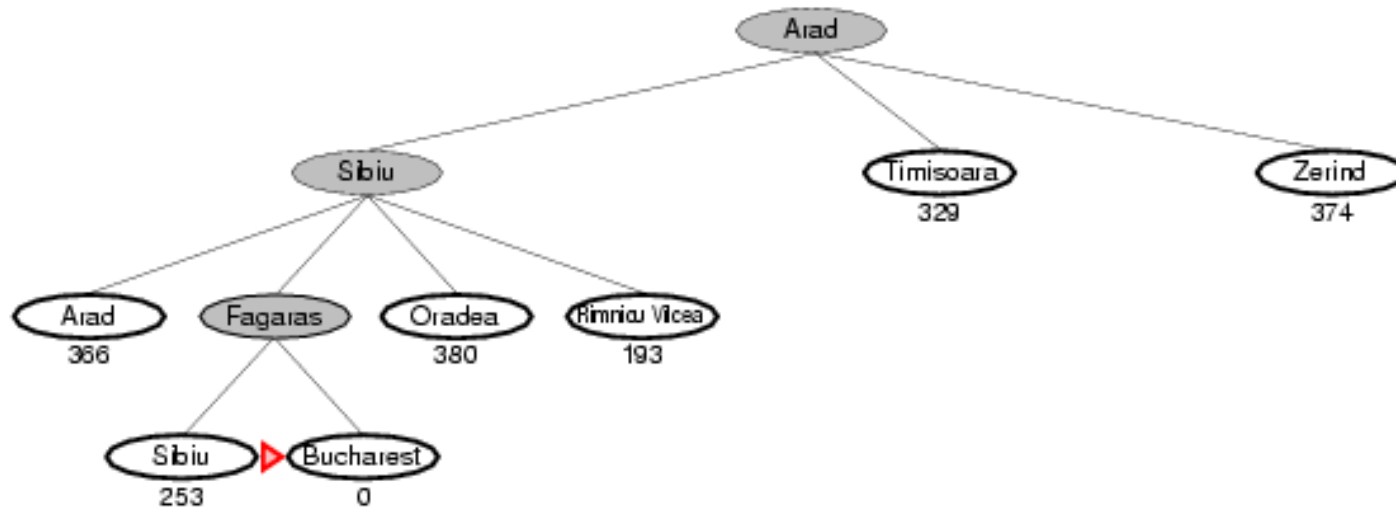 Arad
Sibiu
Timisoara
Zerind
329
374
Arad
Fagaras
Oradea
Rimnicu Vilcea
366
380
193
Sibiu
Bucharest
253
0